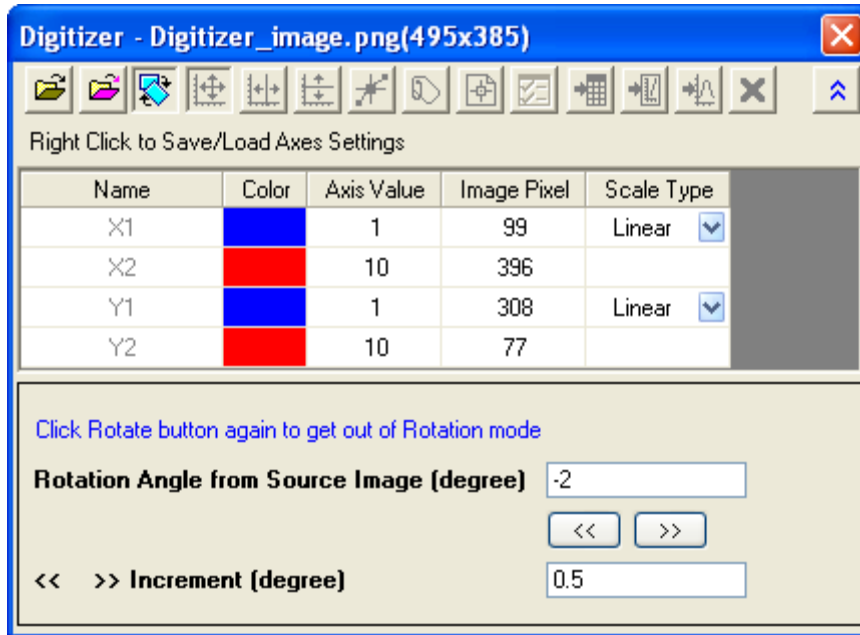 Digitizer - Digitizer_image.png(495x385)
Right Click to Save/Load Axes Settings
Name Color Axis Value Image Pixel Scale Type
X1 1 99 Linear
X2 10 396
Y1 1 308 Linear
Y2 10 77
Click Rotate button again to get out of Rotation mode
Rotation Angle from Source Image (degree) -2
<< >>
<< >> Increment (degree) 0.5